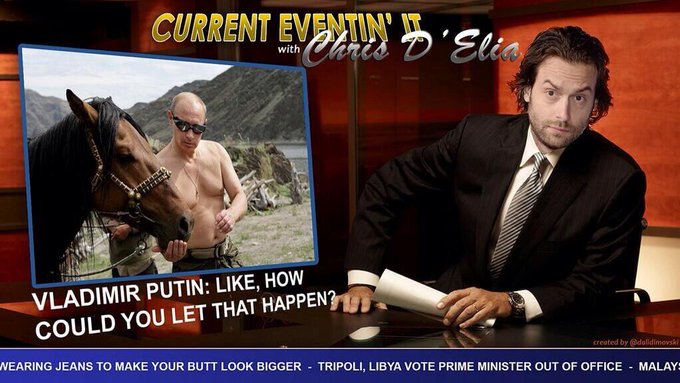 CURRENT EVENTIN' IT
with Chris D'Elia
VLADIMIR PUTIN: LIKE, HOW
COULD YOU LET THAT HAPPEN?
created by @dalidimovski
WEARING JEANS TO MAKE YOUR BUTT LOOK BIGGER - TRIPOLI, LIBYA VOTE PRIME MINISTER OUT OF OFFICE - MALAYS